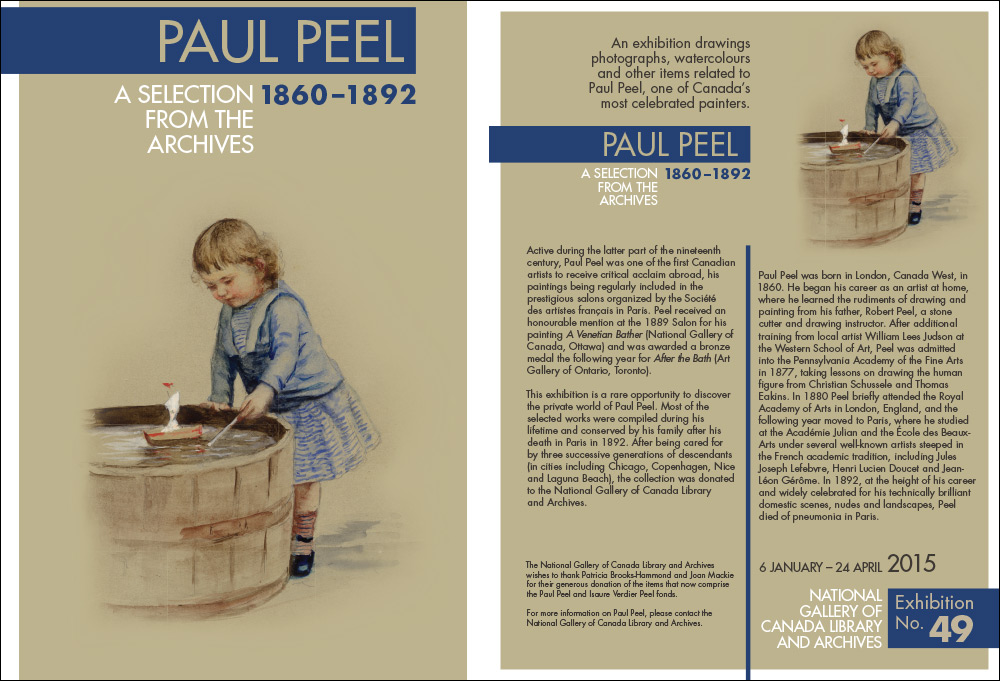 PAUL PEEL
A SELECTION 1860–1892
FROM THE
ARCHIVES
An exhibition drawings
photographs, watercolours
and other items related to
Paul Peel, one of Canada's
most celebrated painters.
PAUL PEEL
A SELECTION 1860–1892
FROM THE
ARCHIVES
Active during the latter part of the nineteenth
century, Paul Peel was one of the first Canadian
artists to receive critical acclaim abroad, his
paintings being regularly included in the
prestigious salons organized by the Société
des artistes français in Paris. Peel received an
honourable mention at the 1889 Salon for his
painting A Venetian Bather (National Gallery of
Canada, Ottawa) and was awarded a bronze
medal the following year for After the Bath (Art
Gallery of Ontario, Toronto).
This exhibition is a rare opportunity to discover
the private world of Paul Peel. Most of the
selected works were compiled during his
lifetime and conserved by his family after his
death in Paris in 1892. After being cared for
by three successive generations of descendants
(in cities including Chicago, Copenhagen, Nice
and Laguna Beach), the collection was donated
to the National Gallery of Canada Library
and Archives.
The National Gallery of Canada Library and Archives
wishes to thank Patricia Brooks-Hammond and Joan Mackie
for their generous donation of the items that now comprise
the Paul Peel and Isaure Verdier Peel fonds.
For more information on Paul Peel, please contact the
National Gallery of Canada Library and Archives.
Paul Peel was born in London, Canada West, in
1860. He began his career as an artist at home,
where he learned the rudiments of drawing and
painting from his father, Robert Peel, a stone
cutter and drawing instructor. After additional
training from local artist William Lees Judson at
the Western School of Art, Peel was admitted
into the Pennsylvania Academy of the Fine Arts
in 1877, taking lessons on drawing the human
figure from Christian Schussele and Thomas
Eakins. In 1880 Peel briefly attended the Royal
Academy of Arts in London, England, and the
following year moved to Paris, where he studied
at the Académie Julian and the École des Beaux-
Arts under several well-known artists steeped in
the French academic tradition, including Jules
Joseph Lefebvre, Henri Lucien Doucet and Jean-
Léon Gérôme. In 1892, at the height of his career
and widely celebrated for his technically brilliant
domestic scenes, nudes and landscapes, Peel
died of pneumonia in Paris.
6 JANUARY – 24 APRIL 2015
NATIONAL
GALLERY OF
CANADA LIBRARY
AND ARCHIVES
Exhibition
No. 49